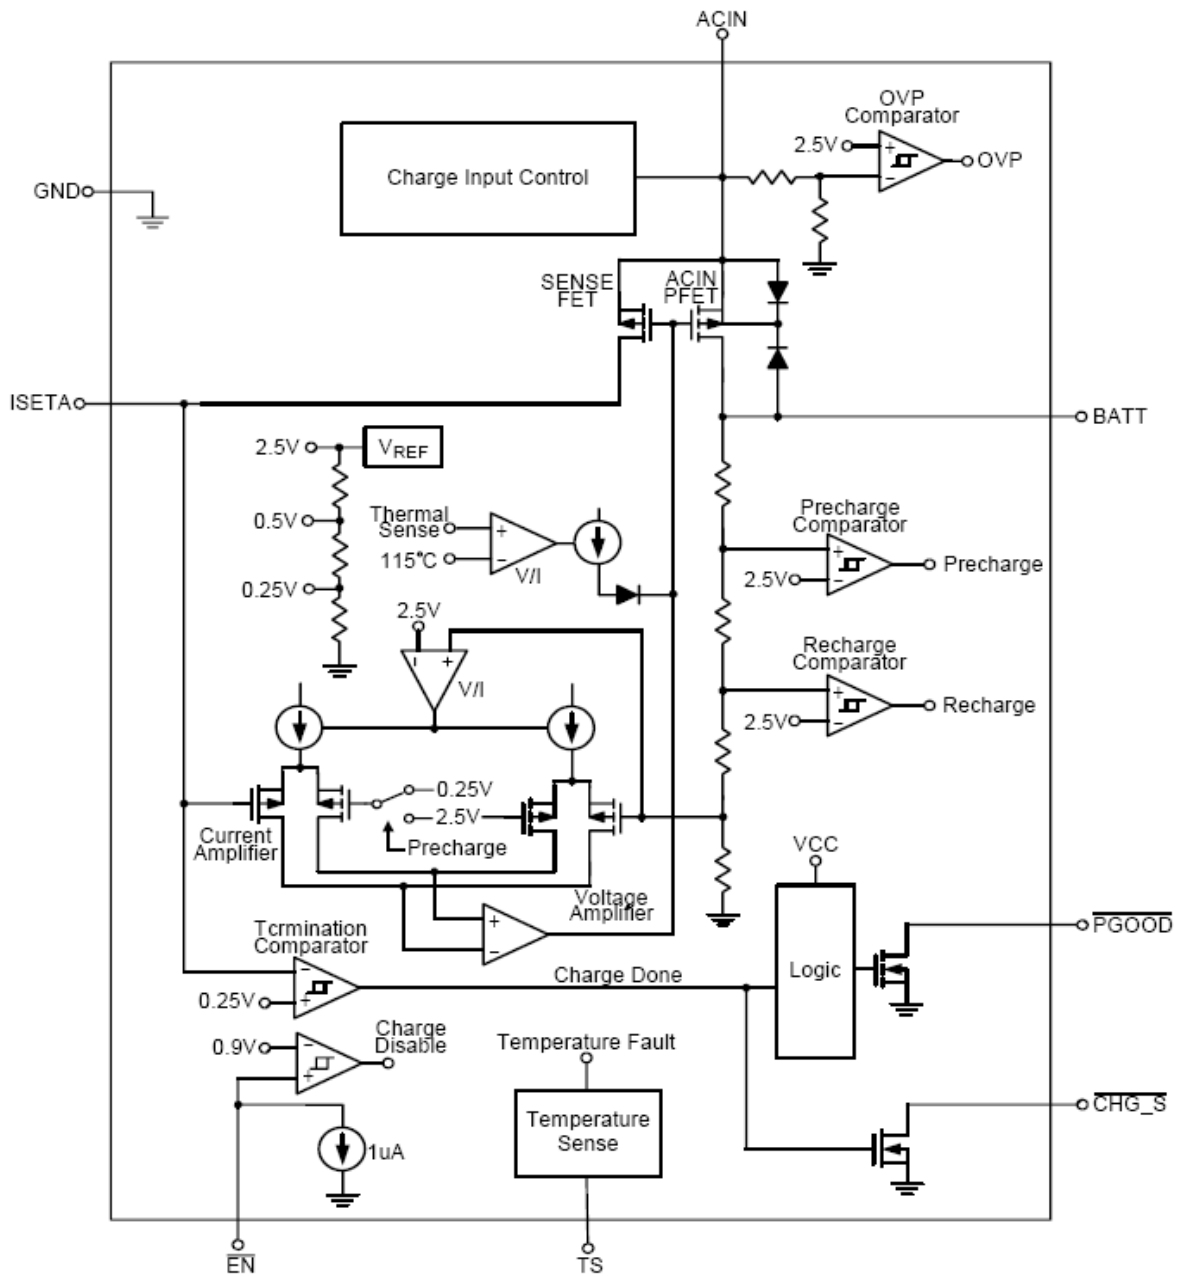 ACIN
OVP
Comparator
2.5V
+
−
OVP
Charge Input Control
GND
SENSE
FET
ACIN
PFET
ISETA
BATT
2.5V
VREF
0.5V
0.25V
Thermal
Sense
115°C
+
−
V/I
Precharge
Comparator
+
2.5V
−
Precharge
2.5V
−
+
V/I
Recharge
Comparator
+
2.5V
−
Recharge
0.25V
2.5V
Precharge
Current
Amplifier
Voltage
Amplifier
+
−
VCC
Logic
PGOOD
Tcrmination
Comparator
−
0.25V
+
Charge Done
0.9V
−
+
Charge
Disable
Temperature Fault
Temperature
Sense
1uA
CHG_S
EN
TS